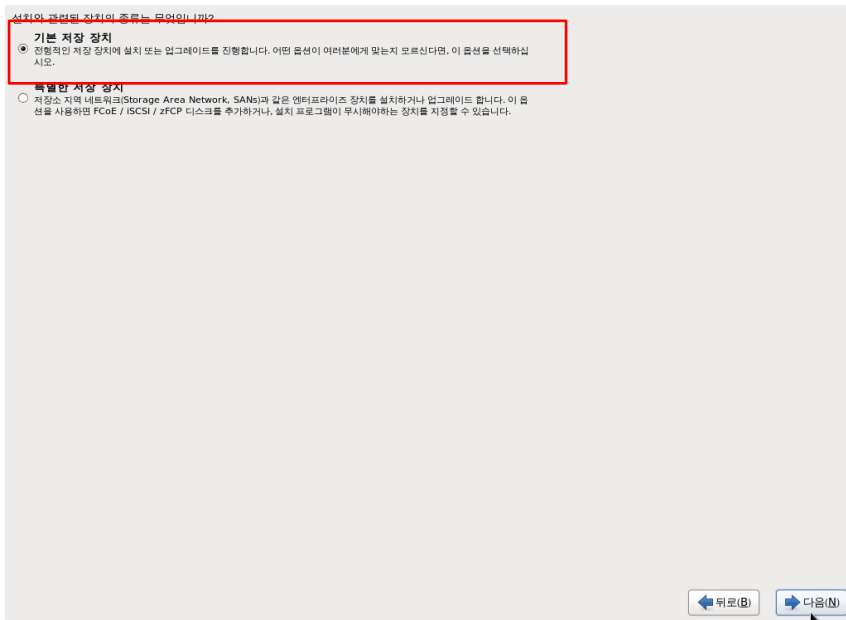 설치와 관련된 장치의 종류는 무엇입니까?
기본 저장 장치
전형적인 저장 장치에 설치 또는 업그레이드를 진행합니다. 어떤 옵션이 여러분에게 맞는지 모르신다면, 이 옵션을 선택하십
시오.
특별한 저장 장치
저장소 지역 네트워크(Storage Area Network, SANs)과 같은 엔터프라이즈 장치를 설치하거나 업그레이드 합니다. 이 옵
션을 사용하면 FCoE / iSCSI / zFCP 디스크를 추가하거나, 설치 프로그램이 무시해야하는 장치를 지정할 수 있습니다.
뒤로(B) 다음(N)